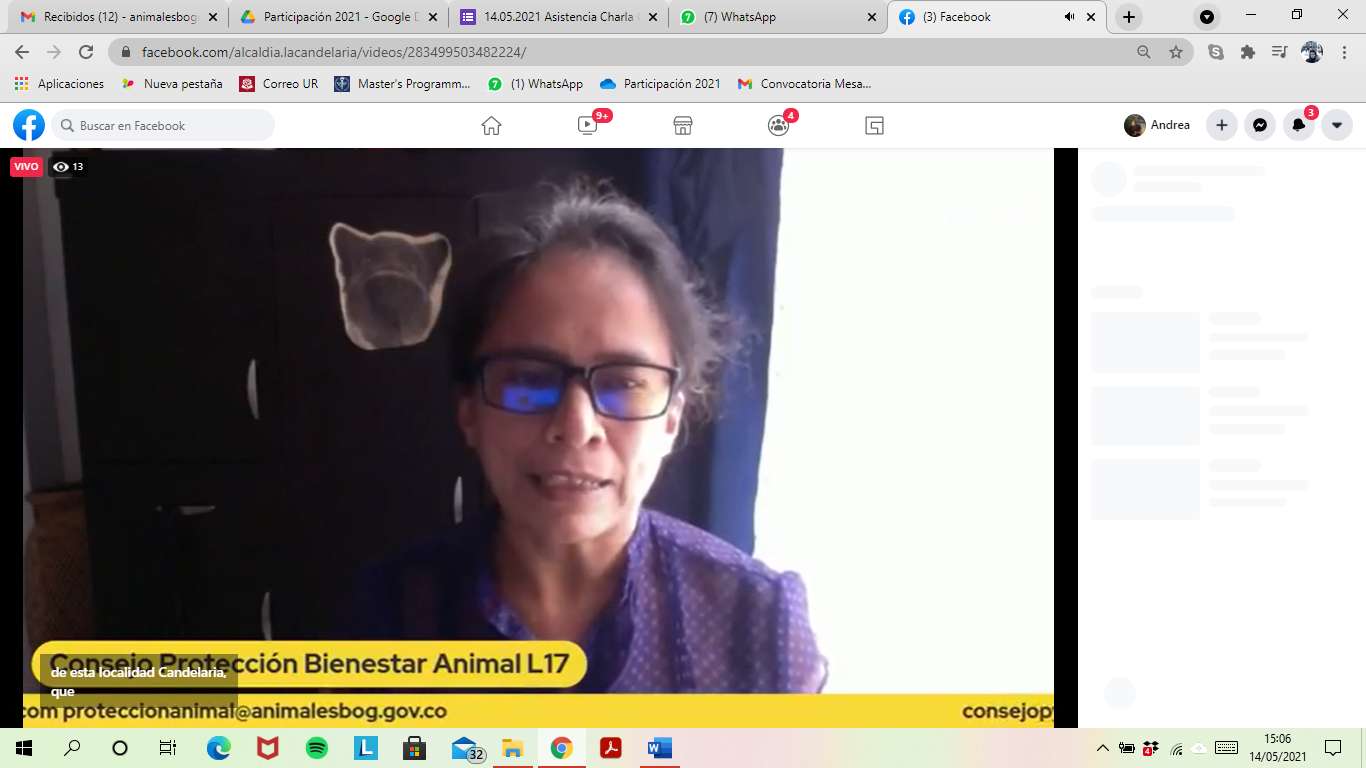 Recibidos (12) - animalesbog
Participación 2021 - Google D
14.05.2021 Asistencia Charla
(7) WhatsApp
(3) Facebook
facebook.com/alcaldia.lacandelaria/videos/283499503482224/
Aplicaciones
Nueva pestaña
Correo UR
Master's Programm...
(1) WhatsApp
Participación 2021
Convocatoria Mesa...
Buscar en Facebook
9+
4
Andrea
3
VIVO
13
Consejo Protección Bienestar Animal L17
de esta localidad Candelaria,
que
com proteccionanimal@animalesbog.gov.co
consejopy
32
4
15:06
14/05/2021